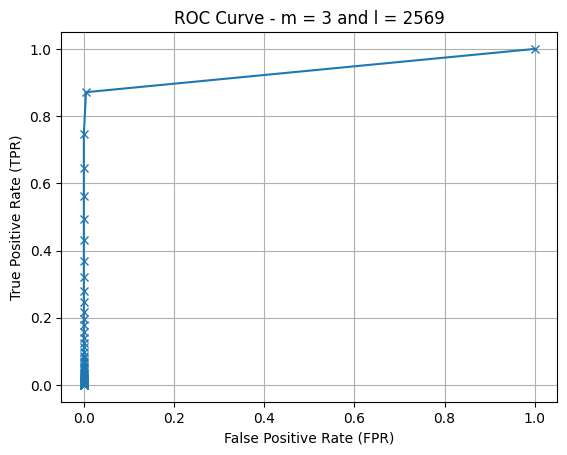 ROC Curve - m = 3 and l = 2569
True Positive Rate (TPR)
1.0
0.8
0.6
0.4
0.2
0.0
0.0 0.2 0.4 0.6 0.8 1.0
False Positive Rate (FPR)